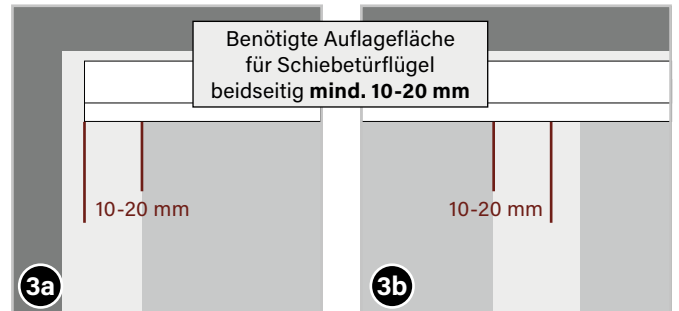 Benötigte Auflagefläche
für Schiebetürflügel
beidseitig mind. 10-20 mm
10-20 mm
10-20 mm
3a
3b